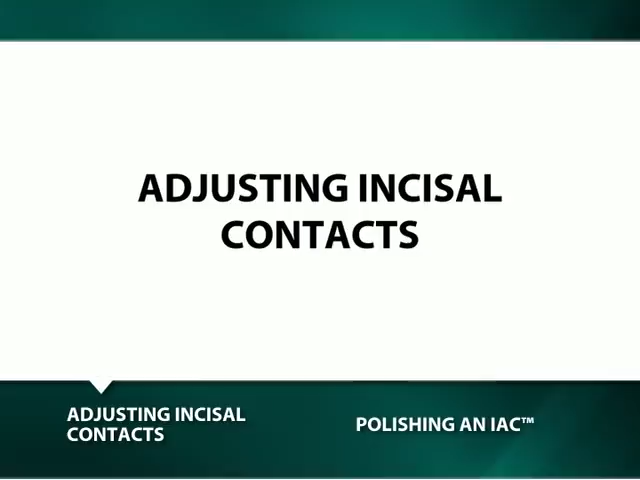 ADJUSTING INCISAL
CONTACTS
ADJUSTING INCISAL
CONTACTS
POLISHING AN IAC™